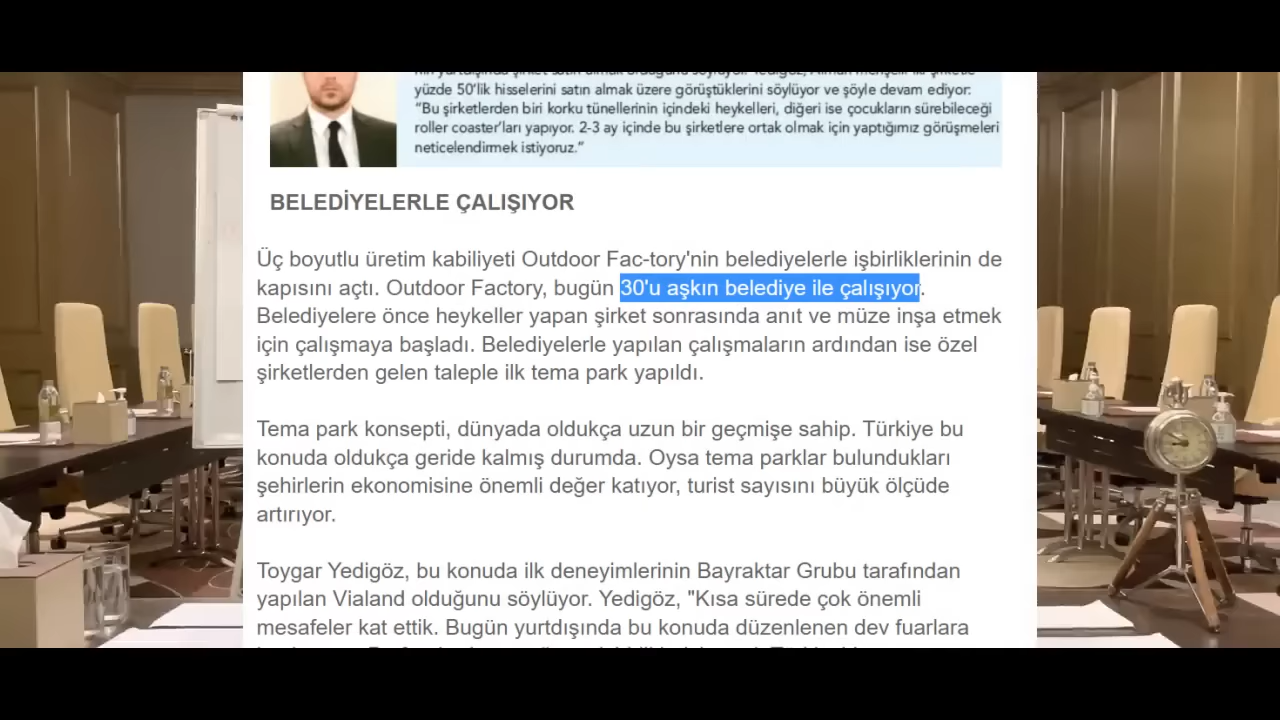 yüzde 50'lik hisselerini satın almak üzere görüştüklerini söylüyor ve şöyle devam ediyor:
"Bu şirketlerden biri korku tünellerinin içindeki heykelleri, diğeri ise çocukların sürebileceği
roller coaster'ları yapıyor. 2-3 ay içinde bu şirketlere ortak olmak için yaptığımız görüşmeleri
neticelendirmek istiyoruz."
BELEDİYELERLE ÇALIŞIYOR
Üç boyutlu üretim kabiliyeti Outdoor Fac-tory'nin belediyelerle işbirliklerinin de
kapısını açtı. Outdoor Factory, bugün 30'u aşkın belediye ile çalışıyor.
Belediyelere önce heykeller yapan şirket sonrasında anıt ve müze inşa etmek
için çalışmaya başladı. Belediyelerle yapılan çalışmaların ardından ise özel
şirketlerden gelen taleple ilk tema park yapıldı.
Tema park konsepti, dünyada oldukça uzun bir geçmişe sahip. Türkiye bu
konuda oldukça geride kalmış durumda. Oysa tema parklar bulundukları
şehirlerin ekonomisine önemli değer katıyor, turist sayısını büyük ölçüde
artırıyor.
Toygar Yedigöz, bu konuda ilk deneyimlerinin Bayraktar Grubu tarafından
yapılan Vialand olduğunu söylüyor. Yedigöz, "Kısa sürede çok önemli
mesafeler kat ettik. Bugün yurtdışında bu konuda düzenlenen dev fuarlara